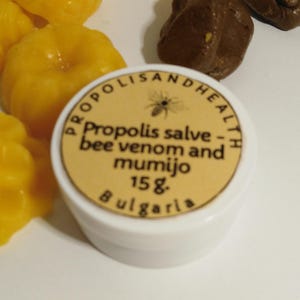 PROPOLISANDHEALTH
Propolis salve -
bee venom and
mumijo
15 g.
Bulgaria